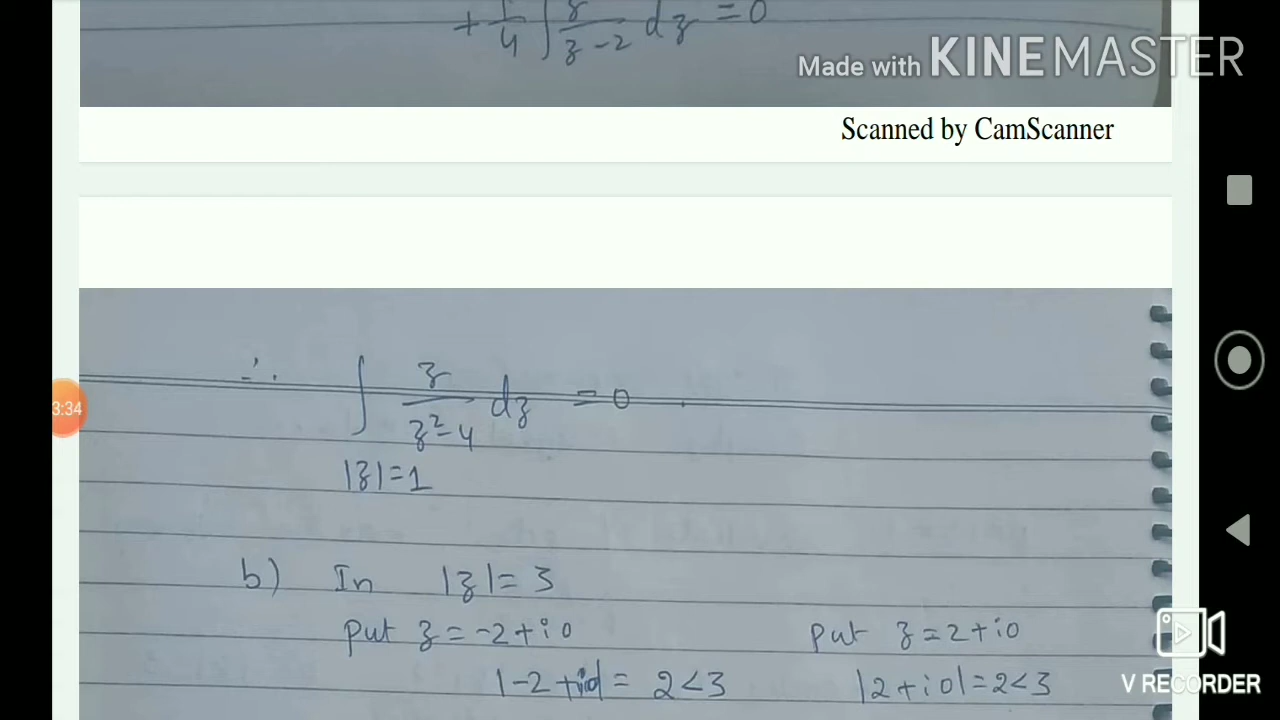 + 1/4 ∫ z/(z-2) dz = 0
Made with KINEMASTER
Scanned by CamScanner
∴ ∫ z/(z²-4) dz = 0
|z|=1
3:34
b) In |z|=3
put z=-2+i0 put z=2+i0
|-2+i0|= 2<3 |2+i0|=2<3
V RECORDER